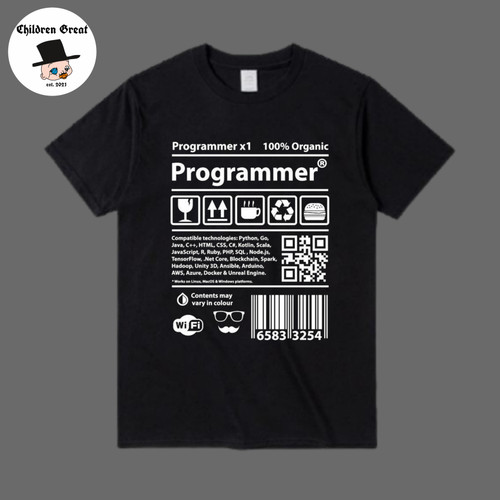 Children Great
est. 2021
Programmer x1 100% Organic
Programmer®
Compatible technologies: Python, Go,
Java, C++, HTML, CSS, C#, Kotlin, Scala,
JavaScript, R, Ruby, PHP, SQL , Node.js,
TensorFlow, .Net Core, Blockchain, Spark,
Hadoop, Unity 3D, Ansible, Arduino,
AWS, Azure, Docker & Unreal Engine.
* Works on Linux, MacOS & Windows platforms.
Contents may
vary in colour
Wi Fi
6583 3254